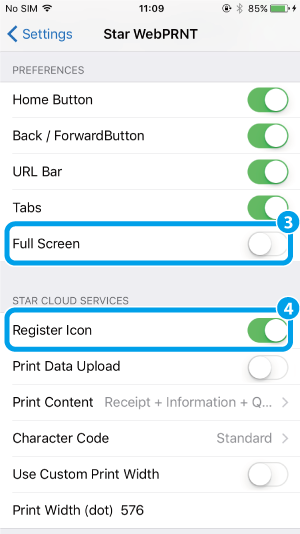 No SIM 11:09 85%
Settings Star WebPRNT
PREFERENCES
Home Button
Back / ForwardButton
URL Bar
Tabs
3
Full Screen
STAR CLOUD SERVICES
4
Register Icon
Print Data Upload
Print Content Receipt + Information + Q...
Character Code Standard
Use Custom Print Width
Print Width (dot) 576